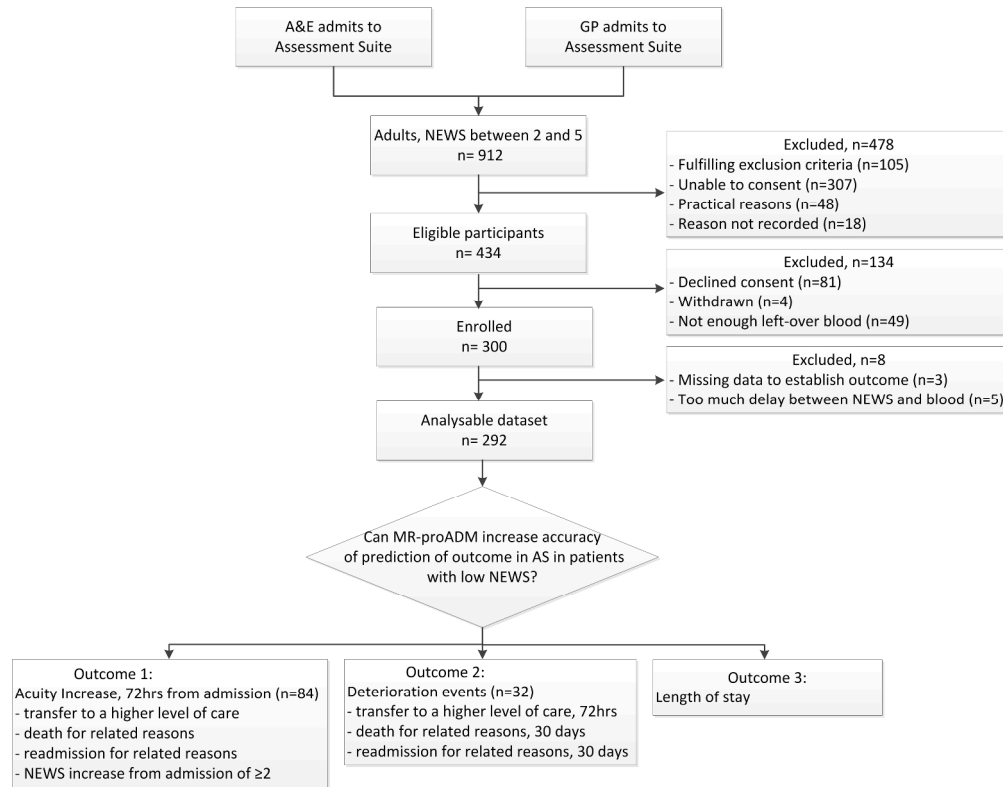 A&E admits to
Assessment Suite
GP admits to
Assessment Suite
Adults, NEWS between 2 and 5
n= 912
Excluded, n=478
- Fulfilling exclusion criteria (n=105)
- Unable to consent (n=307)
- Practical reasons (n=48)
- Reason not recorded (n=18)
Eligible participants
n= 434
Excluded, n=134
- Declined consent (n=81)
- Withdrawn (n=4)
- Not enough left-over blood (n=49)
Enrolled
n= 300
Excluded, n=8
- Missing data to establish outcome (n=3)
- Too much delay between NEWS and blood (n=5)
Analysable dataset
n= 292
Can MR-proADM increase accuracy
of prediction of outcome in AS in patients
with low NEWS?
Outcome 1:
Acuity Increase, 72hrs from admission (n=84)
- transfer to a higher level of care
- death for related reasons
- readmission for related reasons
- NEWS increase from admission of ≥2
Outcome 2:
Deterioration events (n=32)
- transfer to a higher level of care, 72hrs
- death for related reasons, 30 days
- readmission for related reasons, 30 days
Outcome 3:
Length of stay